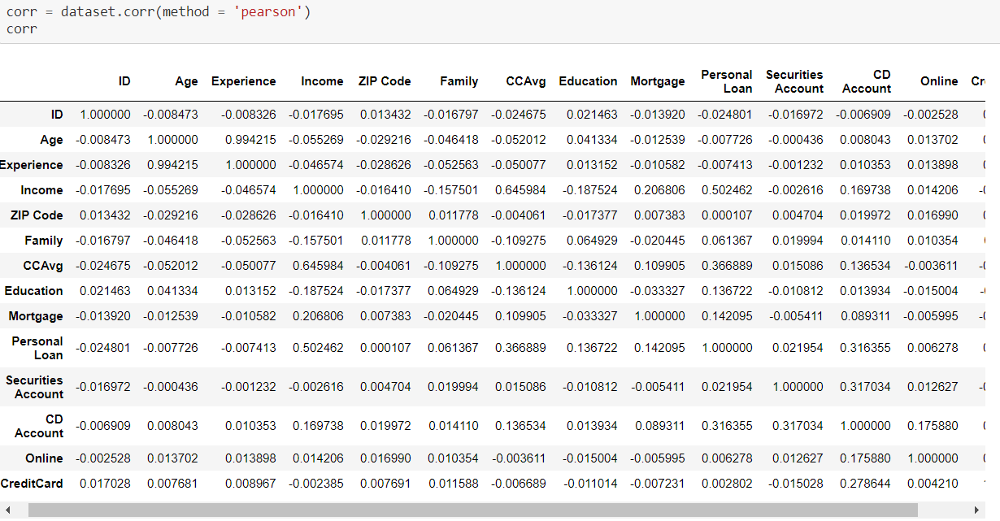 corr = dataset.corr(method = 'pearson')
corr
ID Age Experience Income ZIP Code Family CCAvg Education Mortgage Personal Loan Securities Account CD Account Online
ID 1.000000 -0.008473 -0.008326 -0.017695 0.013432 -0.016797 -0.024675 0.021463 -0.013920 -0.024801 -0.016972 -0.006909 -0.002528
Age -0.008473 1.000000 0.994215 -0.055269 -0.029216 -0.046418 -0.052012 0.041334 -0.012539 -0.007726 -0.000436 0.008043 0.013702
Experience -0.008326 0.994215 1.000000 -0.046574 -0.028626 -0.052563 -0.050077 0.013152 -0.010582 -0.007413 -0.001232 0.010353 0.013898
Income -0.017695 -0.055269 -0.046574 1.000000 -0.016410 -0.157501 0.645984 -0.187524 0.206806 0.502462 -0.002616 0.169738 0.014206
ZIP Code 0.013432 -0.029216 -0.028626 -0.016410 1.000000 0.011778 -0.004061 -0.017377 0.007383 0.000107 0.004704 0.019972 0.016990
Family -0.016797 -0.046418 -0.052563 -0.157501 0.011778 1.000000 -0.109275 0.064929 -0.020445 0.061367 0.019994 0.014110 0.010354
CCAvg -0.024675 -0.052012 -0.050077 0.645984 -0.004061 -0.109275 1.000000 -0.136124 0.109905 0.366889 0.015086 0.136534 -0.003611
Education 0.021463 0.041334 0.013152 -0.187524 -0.017377 0.064929 -0.136124 1.000000 -0.033327 0.136722 -0.010812 0.013934 -0.015004
Mortgage -0.013920 -0.012539 -0.010582 0.206806 0.007383 -0.020445 0.109905 -0.033327 1.000000 0.142095 -0.005411 0.089311 -0.005995
Personal Loan -0.024801 -0.007726 -0.007413 0.502462 0.000107 0.061367 0.366889 0.136722 0.142095 1.000000 0.021954 0.316355 0.006278
Securities Account -0.016972 -0.000436 -0.001232 -0.002616 0.004704 0.019994 0.015086 -0.010812 -0.005411 0.021954 1.000000 0.317034 0.012627
CD Account -0.006909 0.008043 0.010353 0.169738 0.019972 0.014110 0.136534 0.013934 0.089311 0.316355 0.317034 1.000000 0.175880
Online -0.002528 0.013702 0.013898 0.014206 0.016990 0.010354 -0.003611 -0.015004 -0.005995 0.006278 0.012627 0.175880 1.000000
CreditCard 0.017028 0.007681 0.008967 -0.002385 0.007691 0.011588 -0.006689 -0.011014 -0.007231 0.002802 -0.015028 0.278644 0.004210